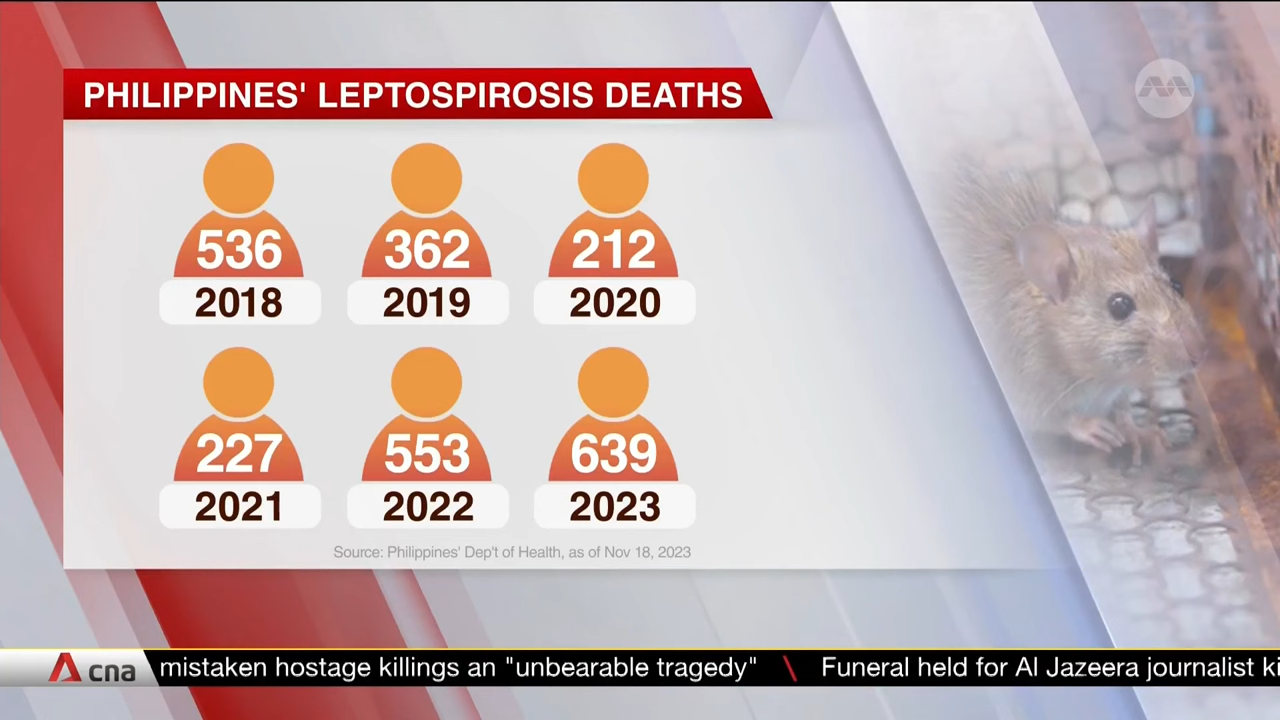 PHILIPPINES' LEPTOSPIROSIS DEATHS
536 362 212
2018 2019 2020
227 553 639
2021 2022 2023
Source: Philippines' Dep't of Health, as of Nov 18, 2023
cna mistaken hostage killings an "unbearable tragedy" \ Funeral held for Al Jazeera journalist ki